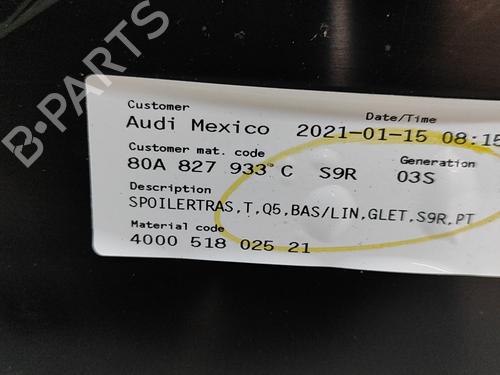 B-PARTS
Customer Date/Time
Audi Mexico 2021-01-15 08:15
Customer mat. code Generation
80A 827 933 C S9R 03S
Description
SPOILERTRAS,T,Q5,BAS/LIN,GLET,S9R,PT
Material code
4000 518 025 21